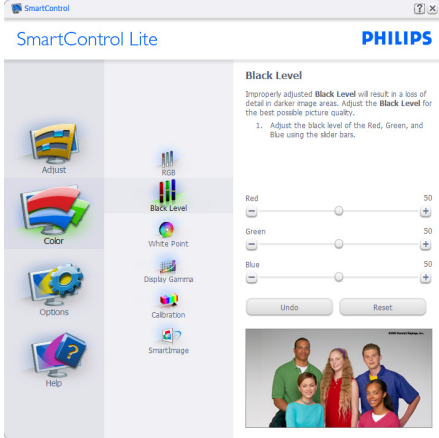 SmartControl
SmartControl Lite
PHILIPS
Adjust
Color
Options
Help
RGB
Black Level
White Point
Display Gamma
Calibration
SmartImage
Black Level
Improperly adjusted Black Level will result in a loss of
detail in darker image areas. Adjust the Black Level for
the best possible picture quality.
1. Adjust the black level of the Red, Green, and
Blue using the slider bars.
Red 50
Green 50
Blue 50
Undo Reset